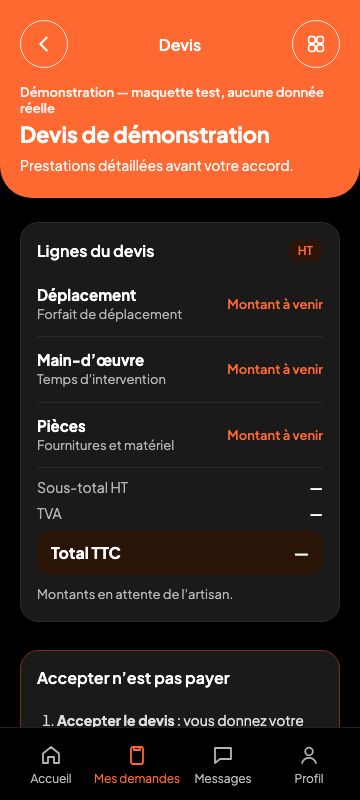 Devis
Démonstration — maquette test, aucune donnée
réelle
Devis de démonstration
Prestations détaillées avant votre accord.
Lignes du devis
HT
Déplacement
Forfait de déplacement
Montant à venir
Main-d’œuvre
Temps d’intervention
Montant à venir
Pièces
Fournitures et matériel
Montant à venir
Sous-total HT —
TVA —
Total TTC —
Montants en attente de l’artisan.
Accepter n’est pas payer
1. Accepter le devis : vous donnez votre
Accueil
Mes demandes
Messages
Profil